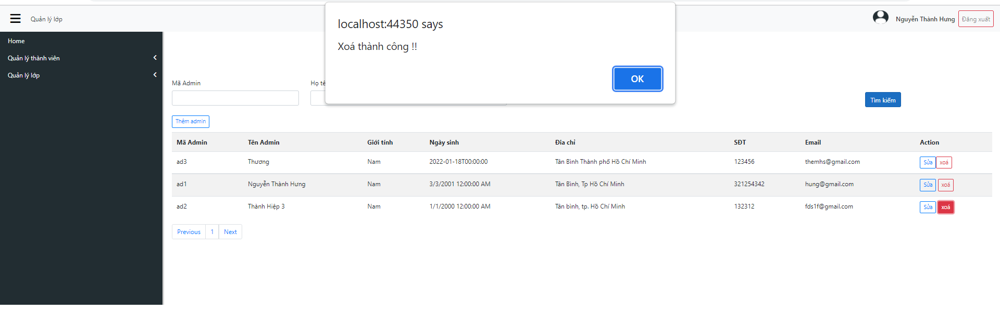 Quản lý lớp
Nguyễn Thành Hưng
Đăng xuất
localhost:44350 says
Xoá thành công !!
OK
Home
Quản lý thành viên
Quản lý lớp
Mã Admin
Họ tê
Tìm kiếm
Thêm admin
Mã Admin Tên Admin Giới tính Ngày sinh Đia chỉ SĐT Email Action
ad3 Thương Nam 2022-01-18T00:00:00 Tân Bình Thành phố Hồ Chí Minh 123456 themhs@gmail.com Sửa xoá
ad1 Nguyễn Thành Hưng Nam 3/3/2001 12:00:00 AM Tân Bình, Tp Hồ Chí Minh 321254342 hung@gmail.com Sửa xoá
ad2 Thành Hiệp 3 Nam 1/1/2000 12:00:00 AM Tân bình, tp. Hồ Chí Minh 132312 fds1f@gmail.com Sửa xoá
Previous 1 Next